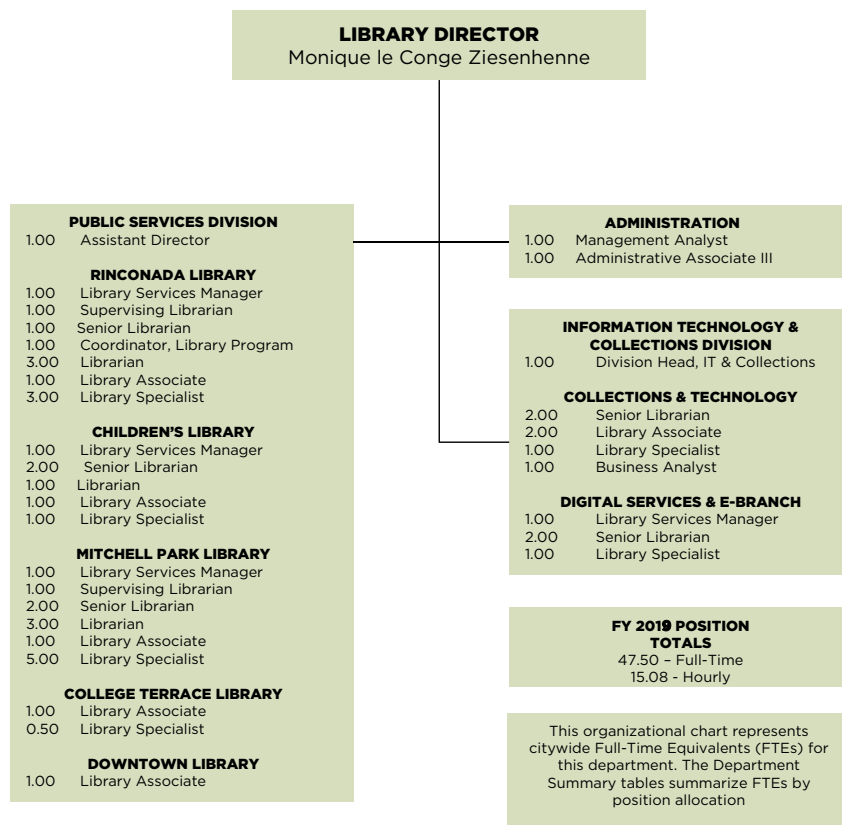 LIBRARY DIRECTOR
Monique le Conge Ziesenhenne
PUBLIC SERVICES DIVISION
1.00 Assistant Director
RINCONADA LIBRARY
1.00 Library Services Manager
1.00 Supervising Librarian
1.00 Senior Librarian
1.00 Coordinator, Library Program
3.00 Librarian
1.00 Library Associate
3.00 Library Specialist
CHILDREN'S LIBRARY
1.00 Library Services Manager
2.00 Senior Librarian
1.00 Librarian
1.00 Library Associate
1.00 Library Specialist
MITCHELL PARK LIBRARY
1.00 Library Services Manager
1.00 Supervising Librarian
2.00 Senior Librarian
3.00 Librarian
1.00 Library Associate
5.00 Library Specialist
COLLEGE TERRACE LIBRARY
1.00 Library Associate
0.50 Library Specialist
DOWNTOWN LIBRARY
1.00 Library Associate
ADMINISTRATION
1.00 Management Analyst
1.00 Administrative Associate III
INFORMATION TECHNOLOGY &
COLLECTIONS DIVISION
1.00 Division Head, IT & Collections
COLLECTIONS & TECHNOLOGY
2.00 Senior Librarian
2.00 Library Associate
1.00 Library Specialist
1.00 Business Analyst
DIGITAL SERVICES & E-BRANCH
1.00 Library Services Manager
2.00 Senior Librarian
1.00 Library Specialist
FY 2019 POSITION
TOTALS
47.50 – Full-Time
15.08 - Hourly
This organizational chart represents
citywide Full-Time Equivalents (FTEs) for
this department. The Department
Summary tables summarize FTEs by
position allocation